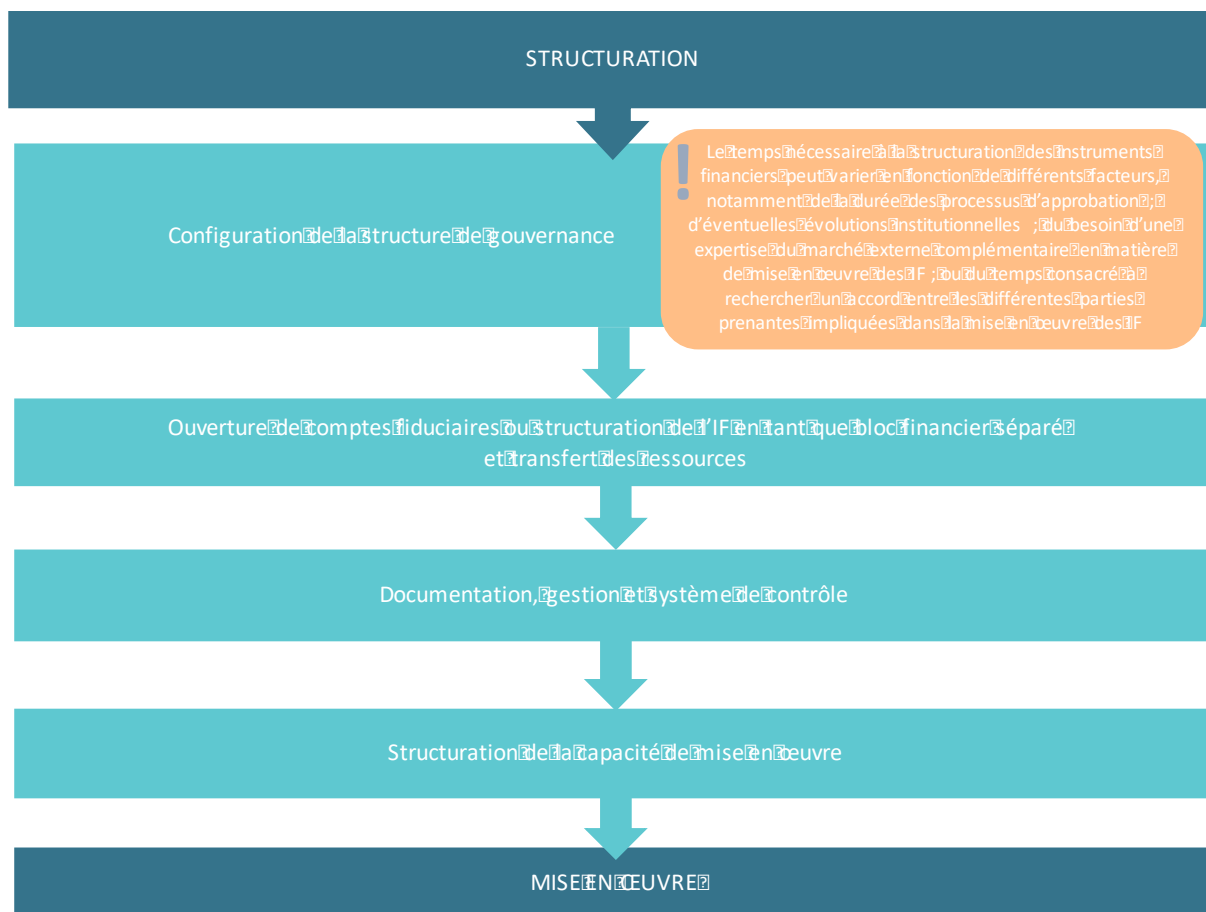 STRUCTURATION
!
Le temps nécessaire à la structuration des instruments
financiers peut varier en fonction de différents facteurs,
notamment de la durée des processus d'approbation ;
d'éventuelles évolutions institutionnelles ; du besoin d'une
expertise du marché externe complémentaire en matière
de mise en œuvre des IF ; ou du temps consacré à
rechercher un accord entre les différentes parties
prenantes impliquées dans la mise en œuvre des IF
Configuration de la structure de gouvernance
Ouverture de comptes fiduciaires ou structuration de l'IF en tant que bloc financier séparé
et transfert des ressources
Documentation, gestion et système de contrôle
Structuration de la capacité de mise en œuvre
MISE EN ŒUVRE